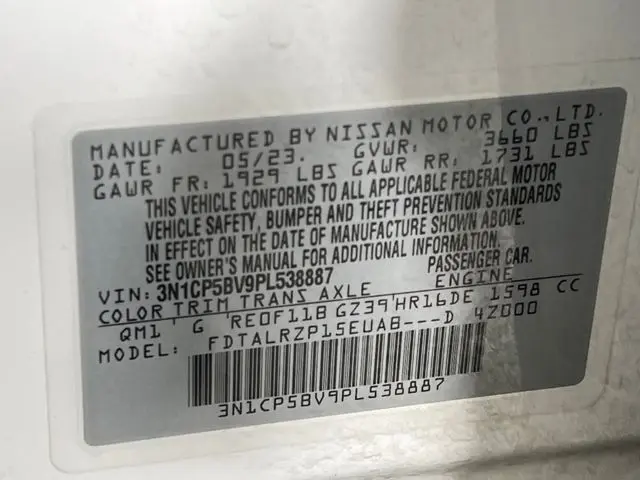 MANUFACTURED BY NISSAN MOTOR CO., LTD.
DATE: 05/23. GVWR: 3660 LBS
GAWR FR: 1929 LBS GAWR RR: 1731 LBS
THIS VEHICLE CONFORMS TO ALL APPLICABLE FEDERAL MOTOR
VEHICLE SAFETY, BUMPER AND THEFT PREVENTION STANDARDS
IN EFFECT ON THE DATE OF MANUFACTURE SHOWN ABOVE.
SEE OWNER'S MANUAL FOR ADDITIONAL INFORMATION.
VIN: 3N1CP5BV9PL538887 PASSENGER CAR.
COLOR TRIM TRANS AXLE ENGINE
QM1 G RE0F11B GZ39 HR16DE 1598 CC
MODEL: FDTALRZP15EUAB---D 4Z000
3N1CP5BV9PL538887